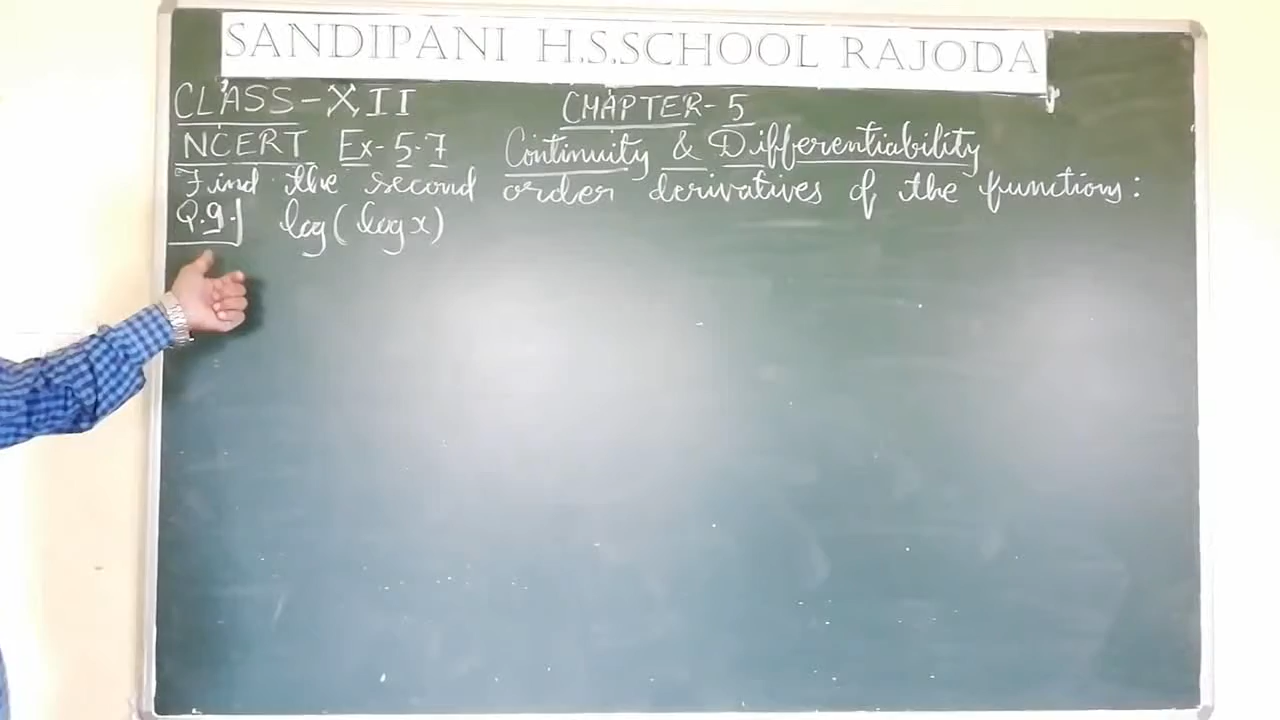 SANDIPANI H.S.SCHOOL RAJODA
CLASS-XII CHAPTER-5
NCERT Ex-5.7 Continuity & Differentiability
Find the second order derivatives of the functions:
Q.9.] log(log x)